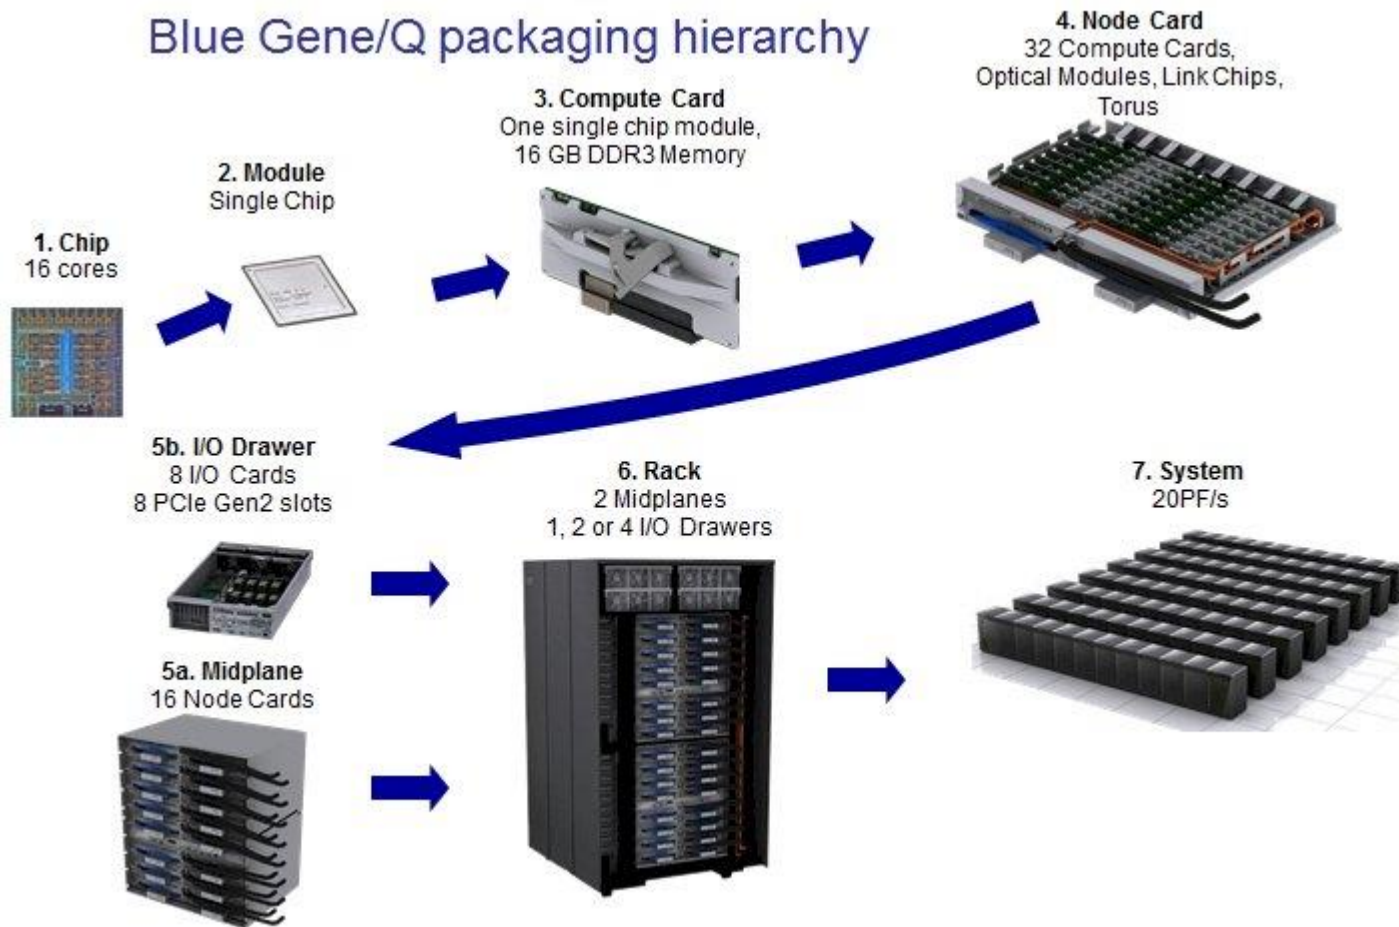 Blue Gene/Q packaging hierarchy
1. Chip
16 cores
2. Module
Single Chip
3. Compute Card
One single chip module,
16 GB DDR3 Memory
4. Node Card
32 Compute Cards,
Optical Modules, Link Chips,
Torus
5b. I/O Drawer
8 I/O Cards
8 PCIe Gen2 slots
5a. Midplane
16 Node Cards
6. Rack
2 Midplanes
1, 2 or 4 I/O Drawers
7. System
20PF/s